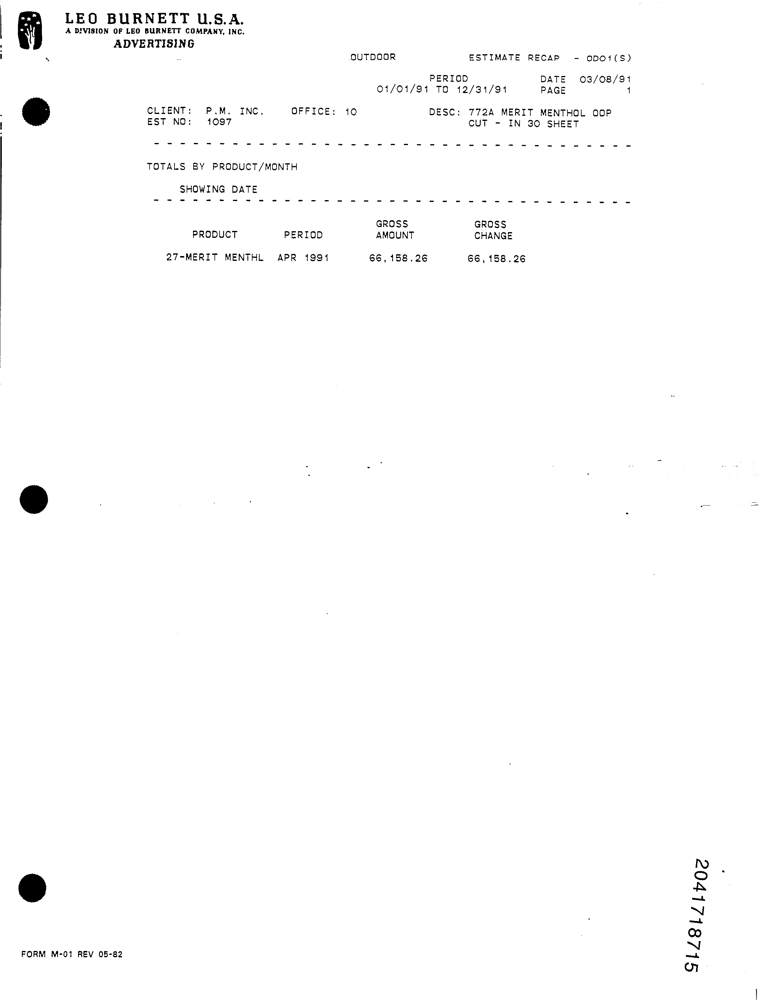 LEO BURNETT U.S.A.
A DIVISION OF LEO BURNETT COMPANY, INC.
ADVERTISING
OUTDOOR ESTIMATE RECAP - ODO1(S)
PERIOD DATE 03/08/91
01/01/91 TO 12/31/91 PAGE 1
CLIENT: P.M. INC. OFFICE: 10 DESC: 772A MERIT MENTHOL OOP
EST NO: 1097 CUT - IN 30 SHEET
- - - - - - - - - - - - - - - - - - - - - - - - - - - - - - - - - - - - -
TOTALS BY PRODUCT/MONTH
SHOWING DATE
- - - - - - - - - - - - - - - - - - - - - - - - - - - - - - - - - - - - -
GROSS GROSS
PRODUCT PERIOD AMOUNT CHANGE
27-MERIT MENTHL APR 1991 66,158.26 66,158.26
2041718715
FORM M-01 REV 05-82